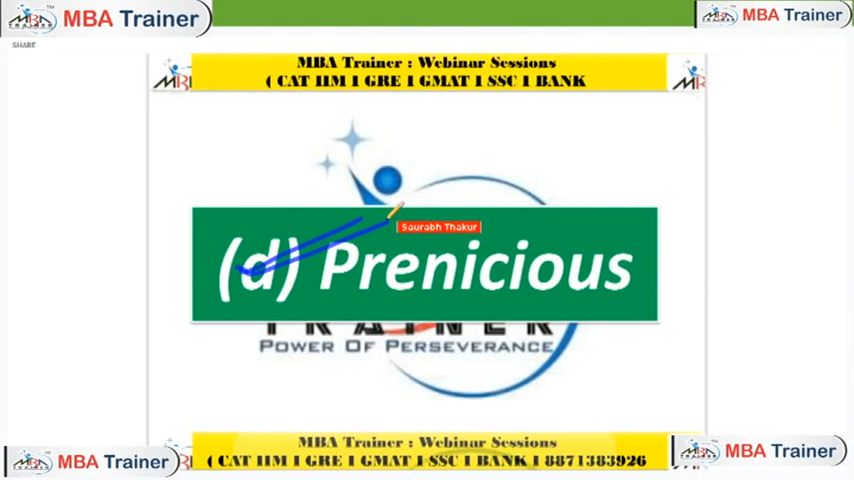 MBA Trainer
MBA Trainer
SHARE
MBA Trainer : Webinar Sessions
( CAT IIM I GRE I GMAT I SSC I BANK
Saurabh Thakur
(d) Prenicious
TRAINER
POWER OF PERSEVERANCE
MBA Trainer : Webinar Sessions
( CAT IIM I GRE I GMAT I SSC I BANK I 8871383926
MBA Trainer
MBA Trainer